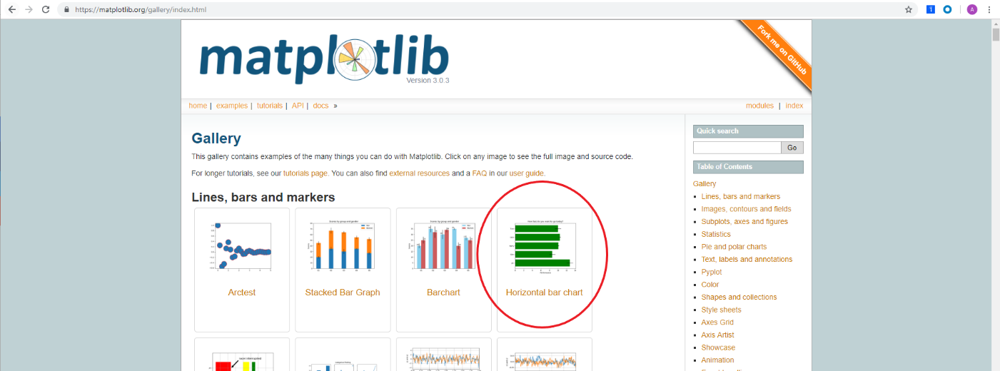 https://matplotlib.org/gallery/index.html
A
matplotlib
Version 3.0.3
Fork me on GitHub
home | examples | tutorials | API | docs »
modules | index
Gallery
This gallery contains examples of the many things you can do with Matplotlib. Click on any image to see the full image and source code.
For longer tutorials, see our tutorials page. You can also find external resources and a FAQ in our user guide.
Lines, bars and markers
Arctest
Stacked Bar Graph
Barchart
Horizontal bar chart
Quick search
Go
Table of Contents
Gallery
Lines, bars and markers
Images, contours and fields
Subplots, axes and figures
Statistics
Pie and polar charts
Text, labels and annotations
Pyplot
Color
Shapes and collections
Style sheets
Axes Grid
Axis Artist
Showcase
Animation